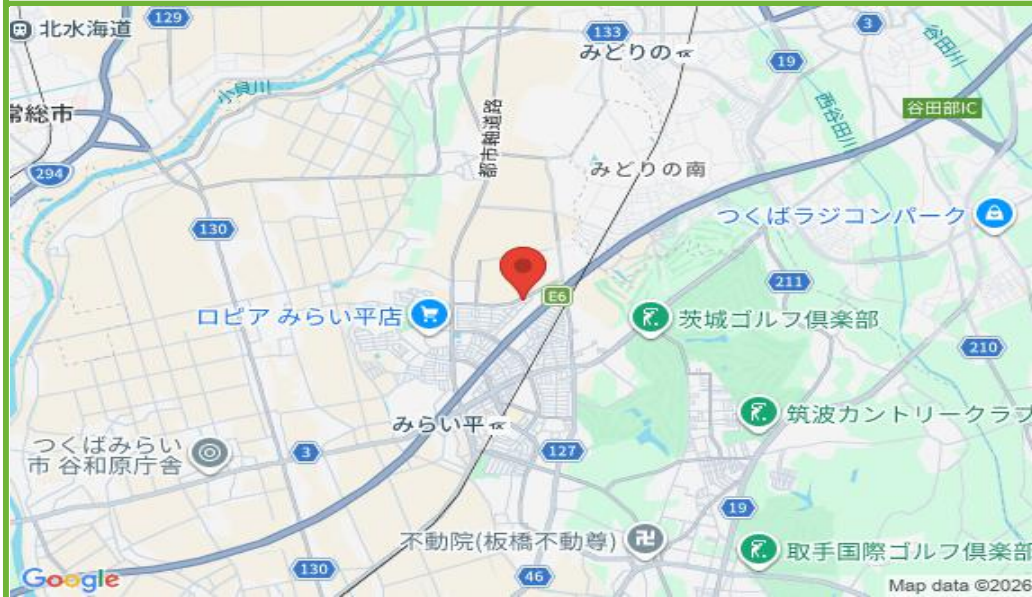 129
北水海道
133
みどりの
3
谷田川
19
小貝川
常総市
谷田部IC
都市軸道路
西谷田川
294
みどりの南
130
つくばラジコンパーク
211
E6
ロピア みらい平店
茨城ゴルフ倶楽部
210
筑波カントリークラブ
みらい平
つくばみらい
市 谷和原庁舎
3
127
19
不動院(板橋不動尊)
取手国際ゴルフ倶楽部
130
46
Google
Map data ©2026